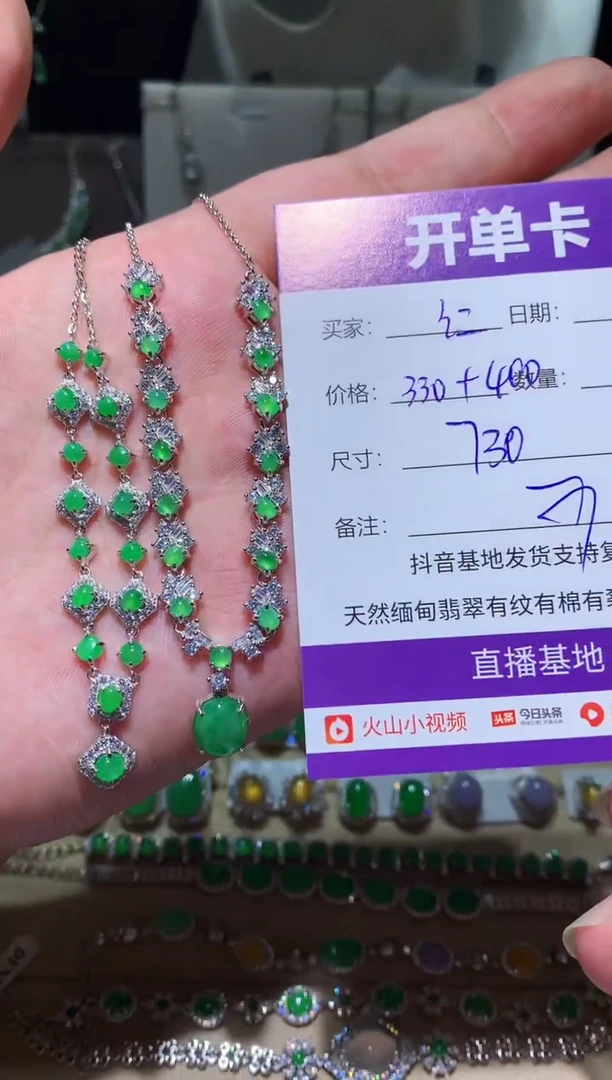 开单卡
买家： 红 日期：
价格： 330+400 数量：
尺寸： 730
备注：
抖音基地发货支持复
天然缅甸翡翠有纹有棉有裂
直播基地
火山小视频 头条 今日头条